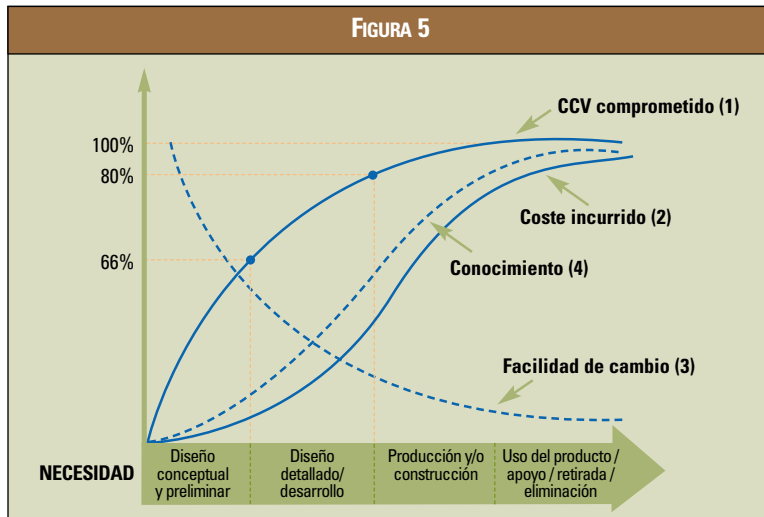 FIGURA 5
CCV comprometido (1)
100%
80%
Coste incurrido (2)
66%
Conocimiento (4)
Facilidad de cambio (3)
NECESIDAD
Diseño
conceptual
y preliminar
Diseño
detallado/
desarrollo
Producción y/o
construcción
Uso del producto /
apoyo / retirada /
eliminación